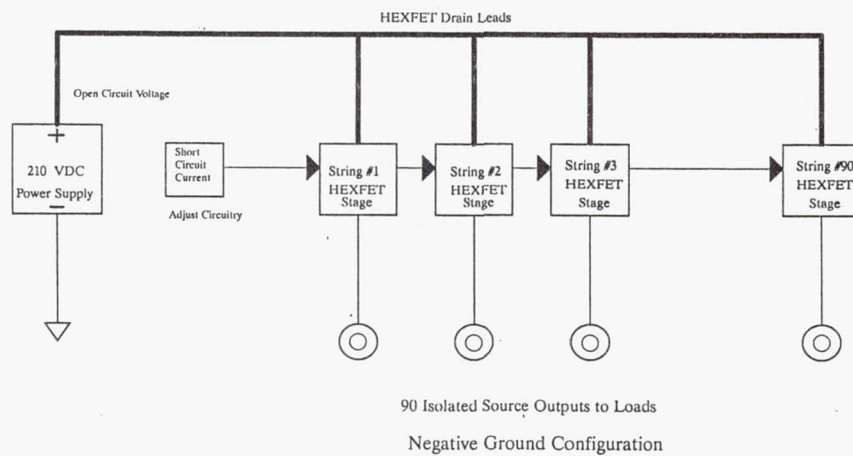 HEXFET Drain Leads
Open Circuit Voltage
+
210 VDC
Power Supply
−
Short
Circuit
Current
Adjust Circuitry
String #1
HEXFET
Stage
String #2
HEXFET
Stage
String #3
HEXFET
Stage
String #90
HEXFET
Stage
90 Isolated Source Outputs to Loads
Negative Ground Configuration